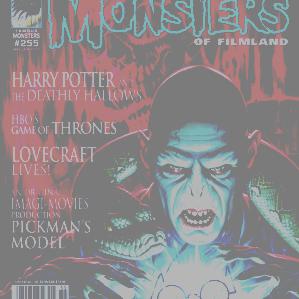 FAMOUS
MONSTERS
#255
MONSTERS
OF FILMLAND
HARRY POTTER
THE DEATHLY HALLOWS
HBO'S
GAME OF THRONES
LOVECRAFT
LIVES!
IMAGE-MOVIES
PRODUCTION
PICKMAN'S
MODEL